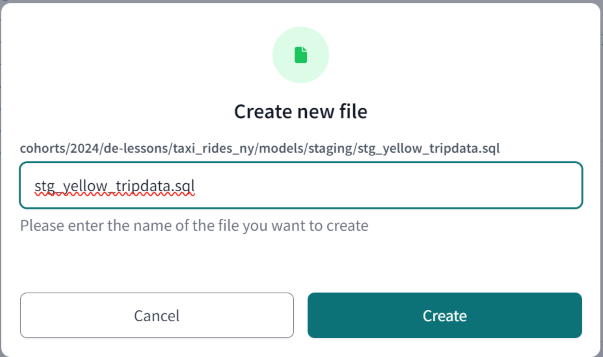 Create new file
cohorts/2024/de-lessons/taxi_rides_ny/models/staging/stg_yellow_tripdata.sql
stg_yellow_tripdata.sql
Please enter the name of the file you want to create
Cancel
Create